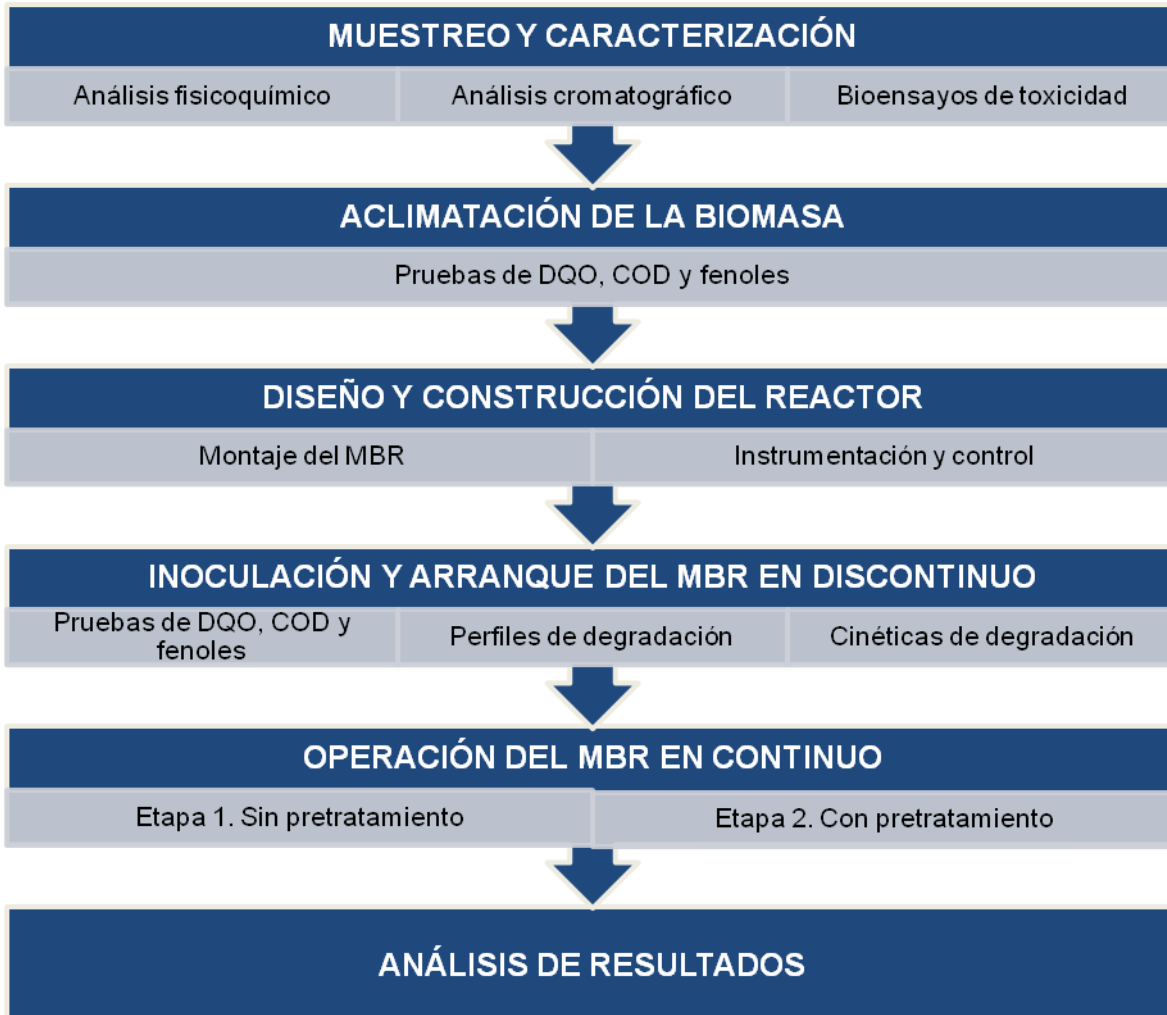 MUESTREO Y CARACTERIZACIÓN
Análisis fisicoquímico
Análisis cromatográfico
Bioensayos de toxicidad
ACLIMATACIÓN DE LA BIOMASA
Pruebas de DQO, COD y fenoles
DISEÑO Y CONSTRUCCIÓN DEL REACTOR
Montaje del MBR
Instrumentación y control
INOCULACIÓN Y ARRANQUE DEL MBR EN DISCONTINUO
Pruebas de DQO, COD y
fenoles
Perfiles de degradación
Cinéticas de degradación
OPERACIÓN DEL MBR EN CONTINUO
Etapa 1. Sin pretratamiento
Etapa 2. Con pretratamiento
ANÁLISIS DE RESULTADOS